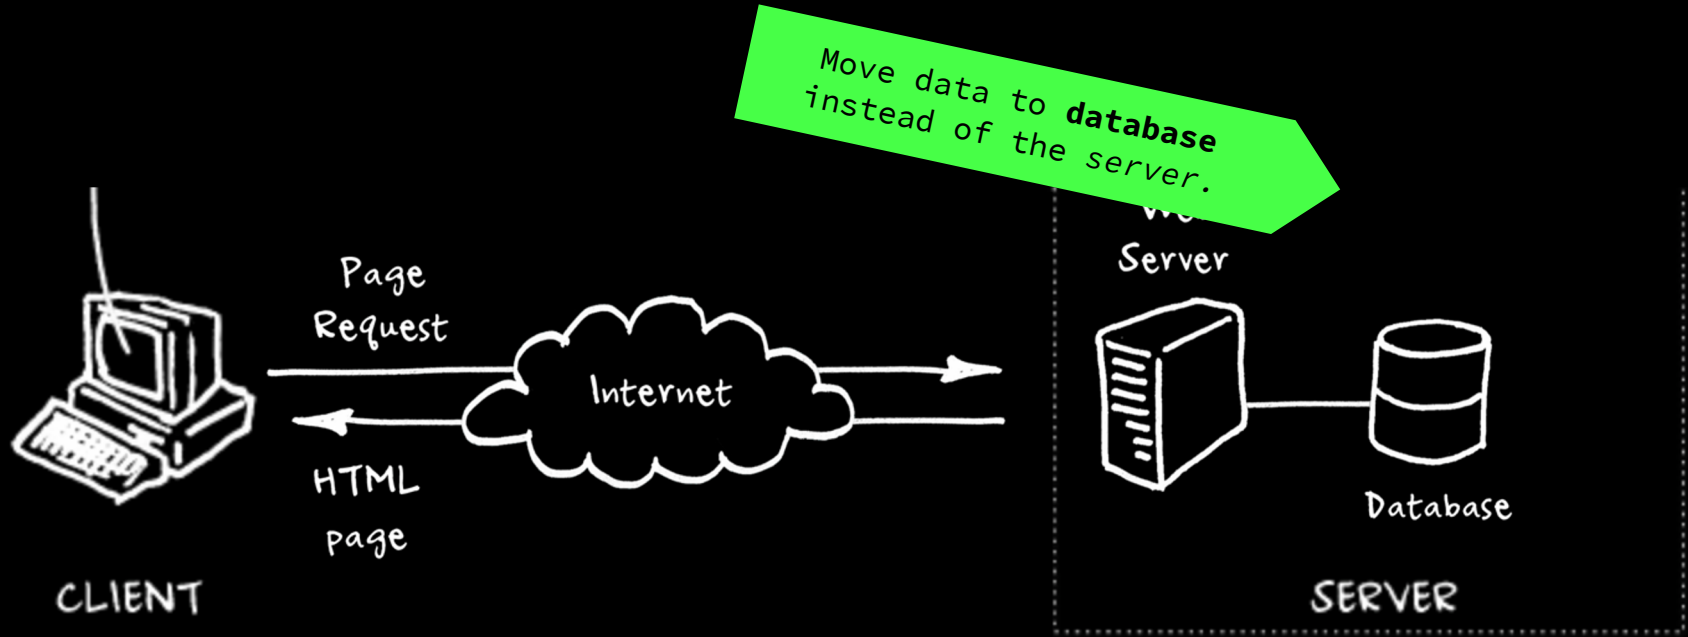 Move data to database
instead of the server.
Page
Request
Internet
HTML
page
CLIENT
Server
Database
SERVER